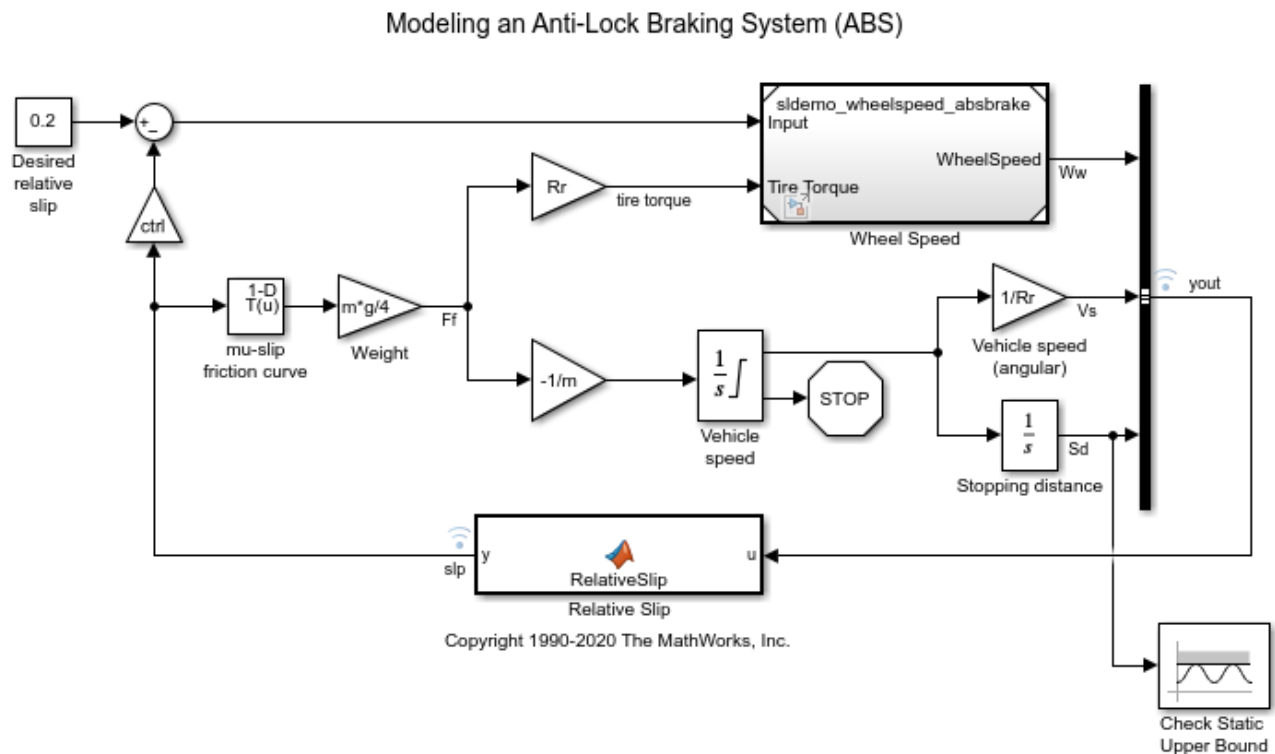 Modeling an Anti-Lock Braking System (ABS)
0.2
Desired
relative
slip
+
_
ctrl
1-D
T(u)
mu-slip
friction curve
m*g/4
Weight
Ff
Rr
tire torque
-1/m
sldemo_wheelspeed_absbrake
Input
WheelSpeed
Tire Torque
Wheel Speed
Ww
1
s
Vehicle
speed
STOP
1/Rr
Vs
Vehicle speed
(angular)
1
s
Sd
Stopping distance
yout
slp
y
RelativeSlip
u
Relative Slip
Copyright 1990-2020 The MathWorks, Inc.
Check Static
Upper Bound